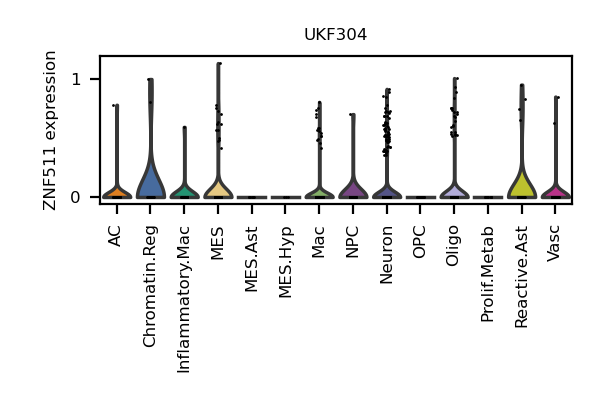 UKF304
ZNF511 expression
1
0
AC
Chromatin.Reg
Inflammatory.Mac
MES
MES.Ast
MES.Hyp
Mac
NPC
Neuron
OPC
Oligo
Prolif.Metab
Reactive.Ast
Vasc